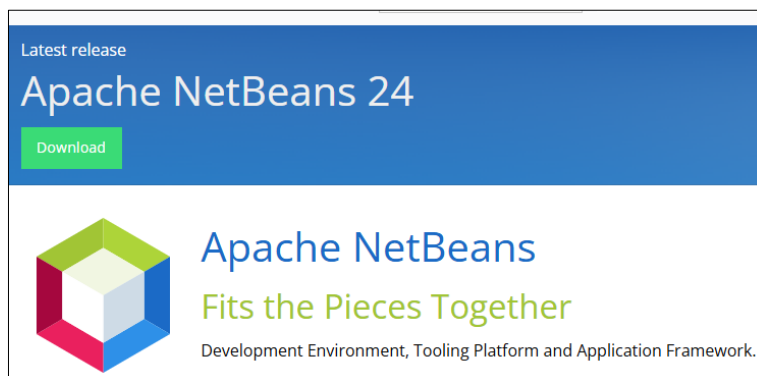 Latest release
Apache NetBeans 24
Download
Apache NetBeans
Fits the Pieces Together
Development Environment, Tooling Platform and Application Framework.